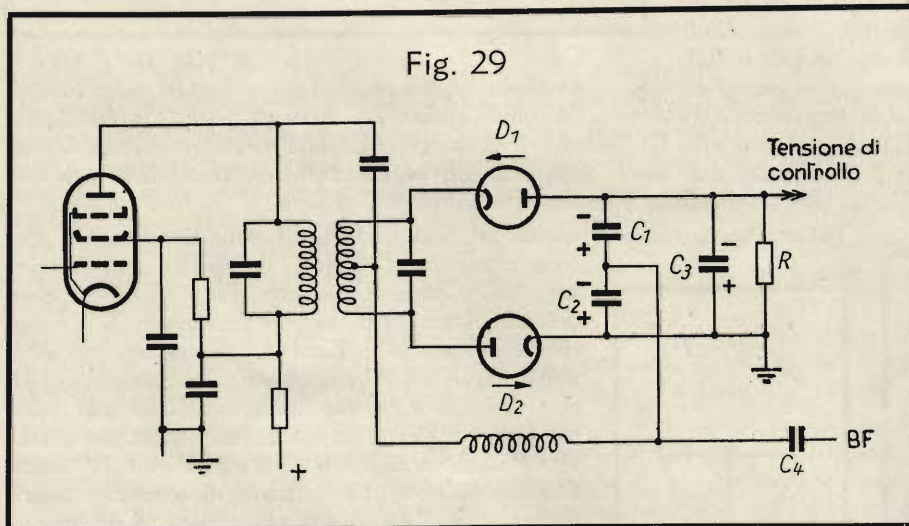 Fig. 29
D1
Tensione di
controllo
- C1
+
- C3
R
- C2
+
+
+
D2
BF
C4
+